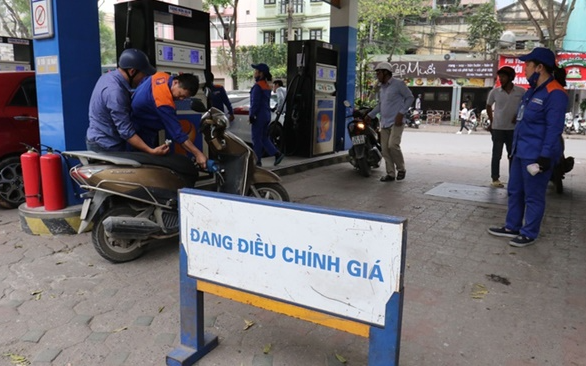 ĐANG ĐIỀU CHỈNH GIÁ